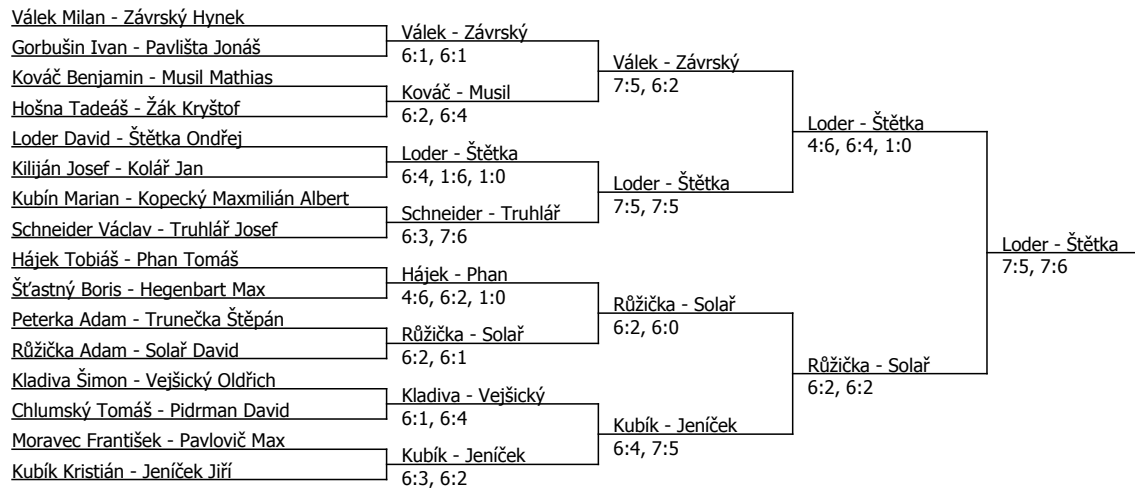 Válek Milan - Závrský Hynek
Gorbušin Ivan - Pavlišta Jonáš
Kováč Benjamin - Musil Mathias
Hošna Tadeáš - Žák Kryštof
Loder David - Štětka Ondřej
Kiliján Josef - Kolář Jan
Kubín Marian - Kopecký Maxmilián Albert
Schneider Václav - Truhlář Josef
Hájek Tobiáš - Phan Tomáš
Šťastný Boris - Hegenbart Max
Peterka Adam - Trunečka Štěpán
Růžička Adam - Solař David
Kladiva Šimon - Vejšický Oldřich
Chlumský Tomáš - Pidrman David
Moravec František - Pavlovič Max
Kubík Kristián - Jeníček Jiří
Válek - Závrský
6:1, 6:1
Kováč - Musil
6:2, 6:4
Loder - Štětka
6:4, 1:6, 1:0
Schneider - Truhlář
6:3, 7:6
Hájek - Phan
4:6, 6:2, 1:0
Růžička - Solař
6:2, 6:1
Kladiva - Vejšický
6:1, 6:4
Kubík - Jeníček
6:3, 6:2
Válek - Závrský
7:5, 6:2
Loder - Štětka
7:5, 7:5
Růžička - Solař
6:2, 6:0
Kubík - Jeníček
6:4, 7:5
Loder - Štětka
4:6, 6:4, 1:0
Růžička - Solař
6:2, 6:2
Loder - Štětka
7:5, 7:6